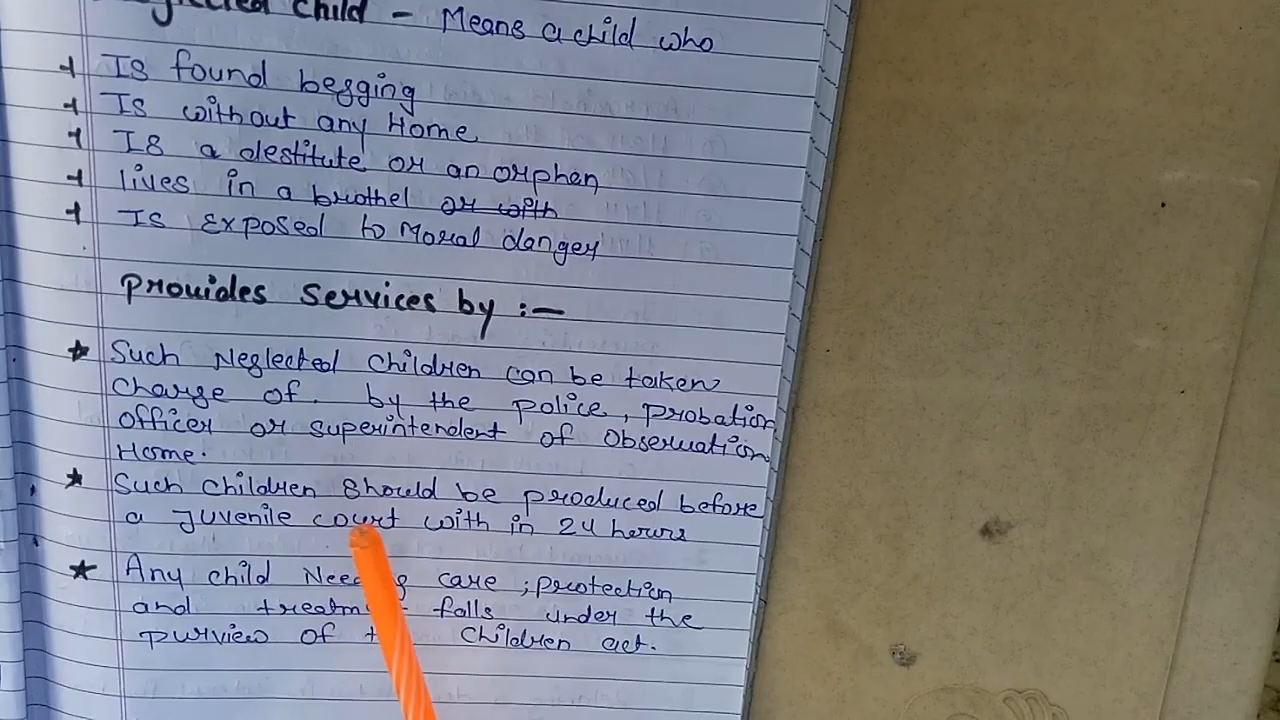 Neglected child - Means a child who
Is found begging
Is without any Home
Is a destitute or an orphen
lives in a brothel or with
Is exposed to Moral danger
Provides services by :-
Such Neglected children can be taken
charge of. by the police, probation
officer or superintendent of Observation
Home.
Such children should be produced before
a Juvenile court with in 24 hours
Any child care ; protection
and falls under the
purview of children act.